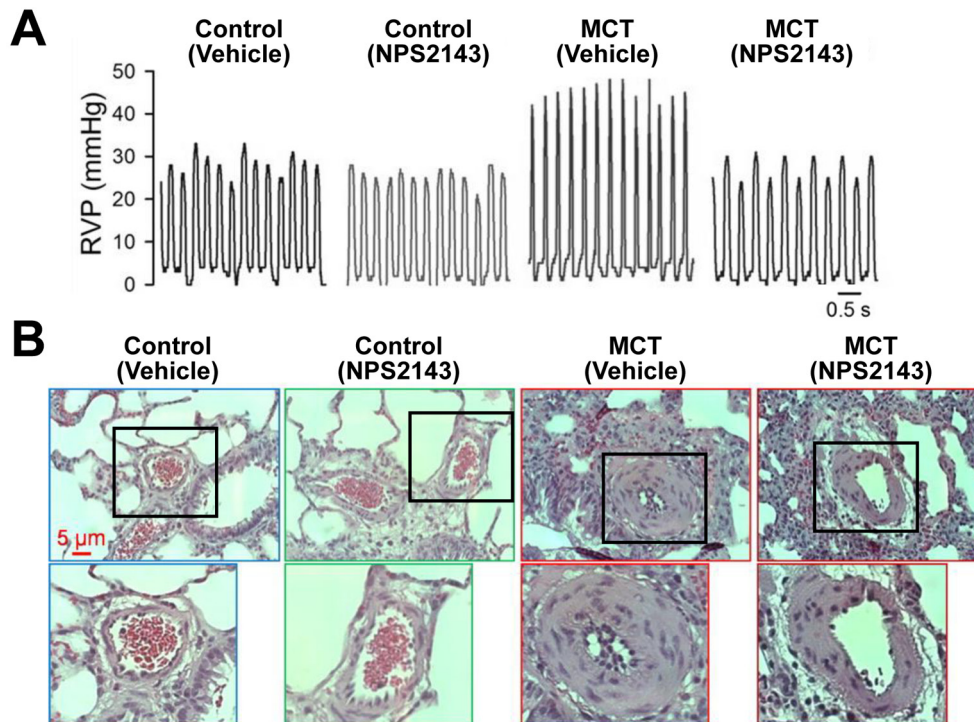 A
Control
(Vehicle)
Control
(NPS2143)
MCT
(Vehicle)
MCT
(NPS2143)
RVP (mmHg)
50
40
30
20
10
0
0.5 s
B
Control
(Vehicle)
Control
(NPS2143)
MCT
(Vehicle)
MCT
(NPS2143)
5 µm